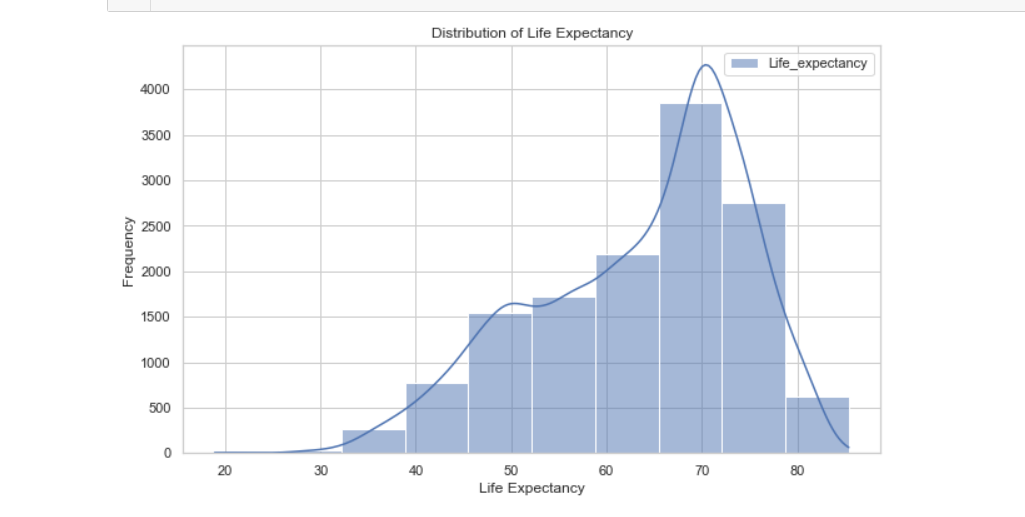 Distribution of Life Expectancy
Life_expectancy
4000
3500
3000
2500
2000
1500
1000
500
0
Frequency
20 30 40 50 60 70 80
Life Expectancy